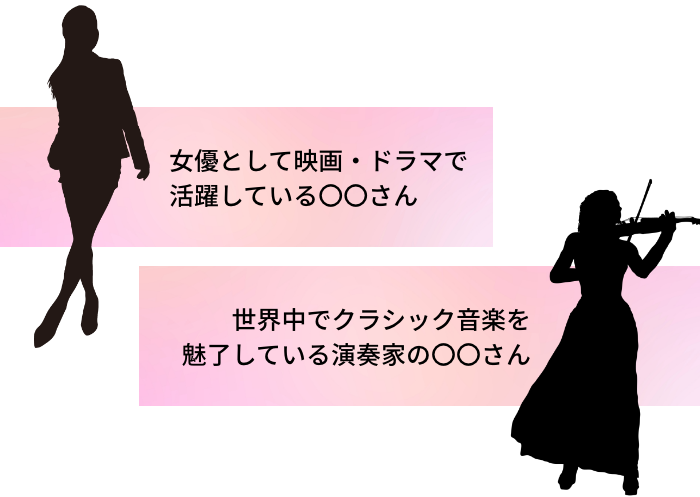 女優として映画・ドラマで
活躍している〇〇さん
世界中でクラシック音楽を
魅了している演奏家の〇〇さん